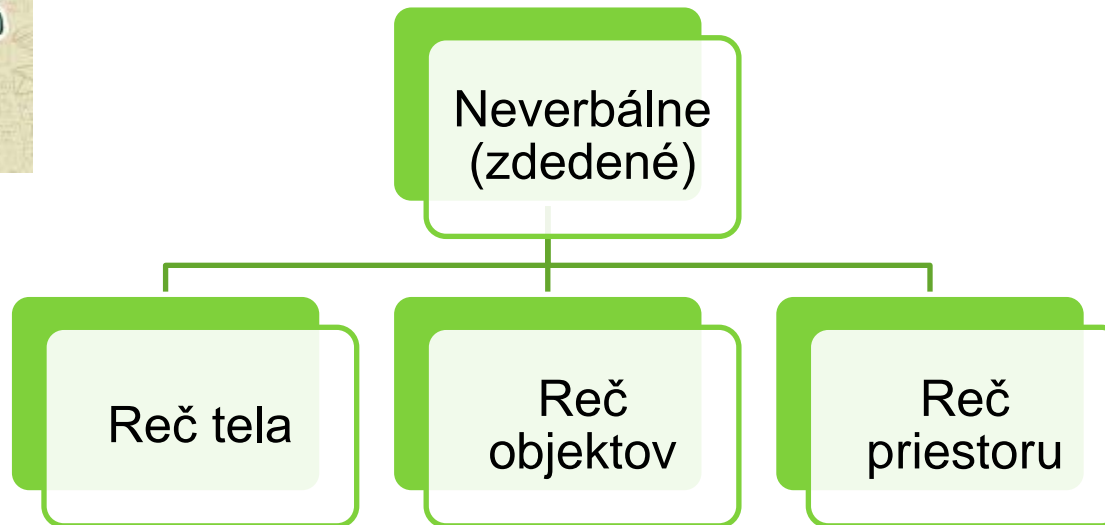 Neverbálne
(zdedené)
Reč tela
Reč
objektov
Reč
priestoru